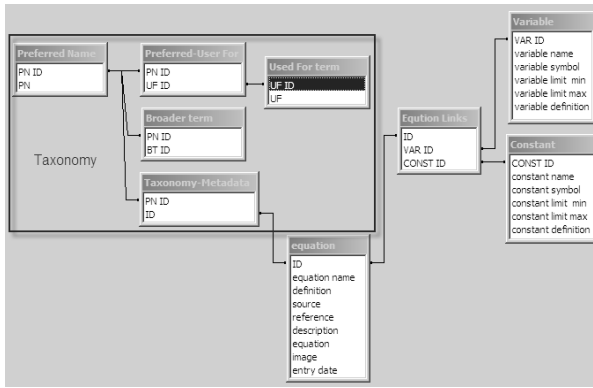 Preferred Name
PN ID
PN
Preferred-User For
PN ID
UF ID
Used For term
UF ID
UF
Broader term
PN ID
BT ID
Taxonomy
Taxonomy-Metadata
PN ID
ID
equation
ID
equation name
definition
source
reference
description
equation
image
entry date
Eqution Links
ID
VAR ID
CONST ID
Variable
VAR ID
variable name
variable symbol
variable limit min
variable limit max
variable definition
Constant
CONST ID
constant name
constant symbol
constant limit min
constant limit max
constant definition